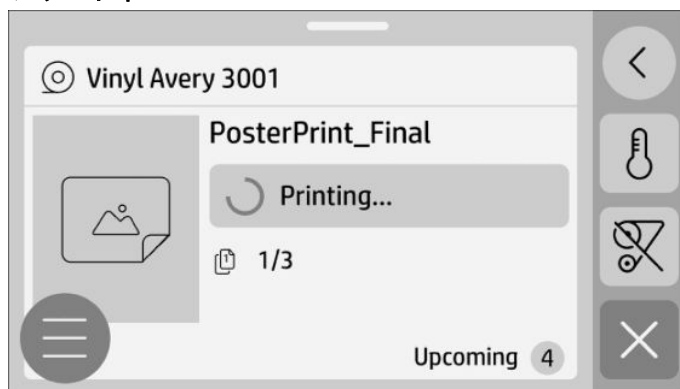 Vinyl Avery 3001
PosterPrint_Final
Printing...
1/3
Upcoming 4